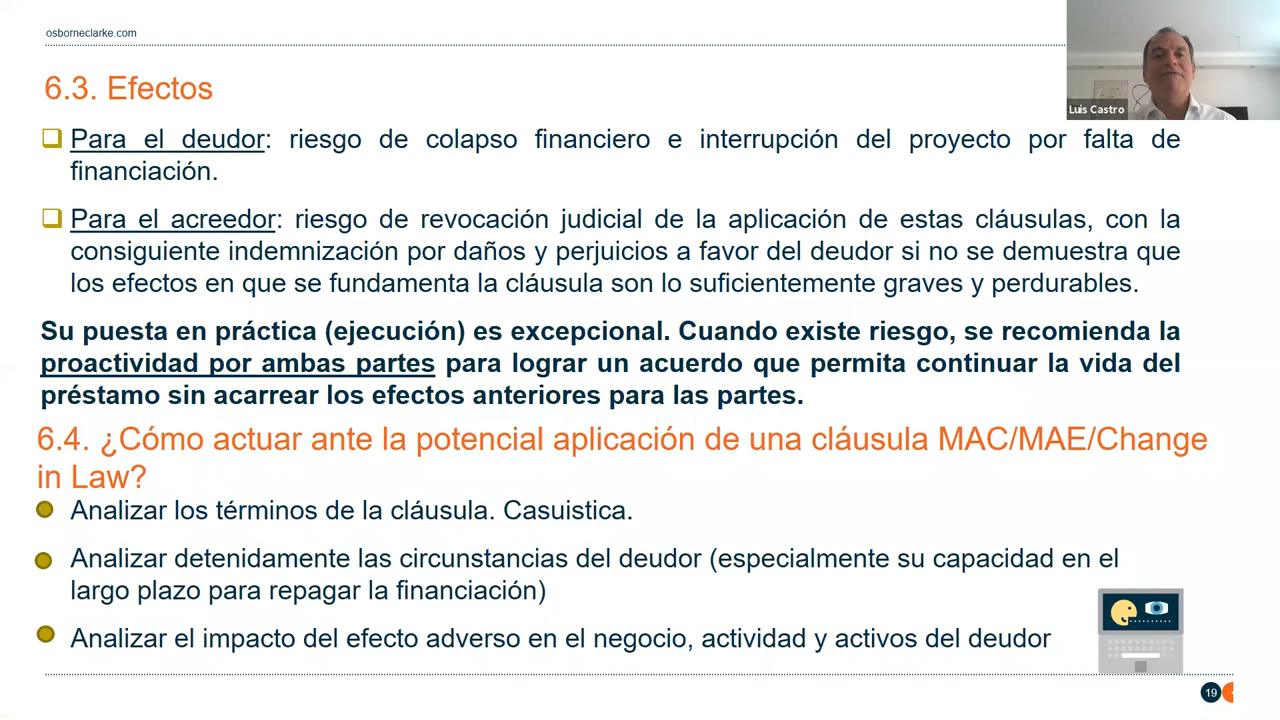 osborneclarke.com
Luis Castro
6.3. Efectos
Para el deudor: riesgo de colapso financiero e interrupción del proyecto por falta de
financiación.
Para el acreedor: riesgo de revocación judicial de la aplicación de estas cláusulas, con la
consiguiente indemnización por daños y perjuicios a favor del deudor si no se demuestra que
los efectos en que se fundamenta la cláusula son lo suficientemente graves y perdurables.
Su puesta en práctica (ejecución) es excepcional. Cuando existe riesgo, se recomienda la
proactividad por ambas partes para lograr un acuerdo que permita continuar la vida del
préstamo sin acarrear los efectos anteriores para las partes.
6.4. ¿Cómo actuar ante la potencial aplicación de una cláusula MAC/MAE/Change
in Law?
Analizar los términos de la cláusula. Casuistica.
Analizar detenidamente las circunstancias del deudor (especialmente su capacidad en el
largo plazo para repagar la financiación)
Analizar el impacto del efecto adverso en el negocio, actividad y activos del deudor
19